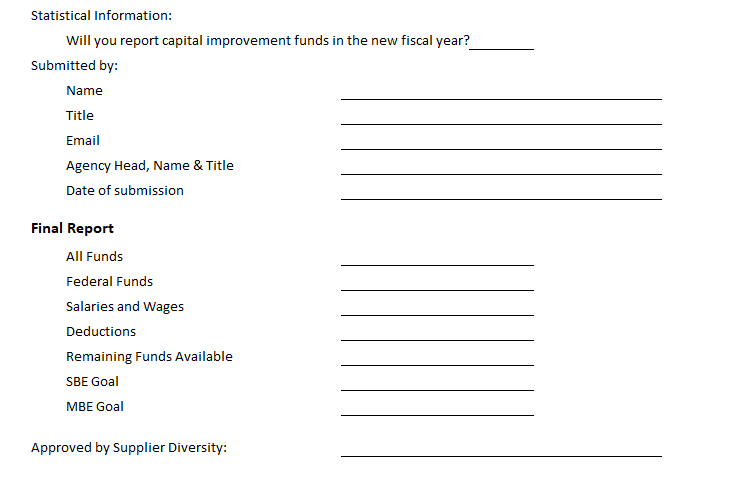 Statistical Information:
Will you report capital improvement funds in the new fiscal year?
Submitted by:
Name
Title
Email
Agency Head, Name & Title
Date of submission
Final Report
All Funds
Federal Funds
Salaries and Wages
Deductions
Remaining Funds Available
SBE Goal
MBE Goal
Approved by Supplier Diversity: